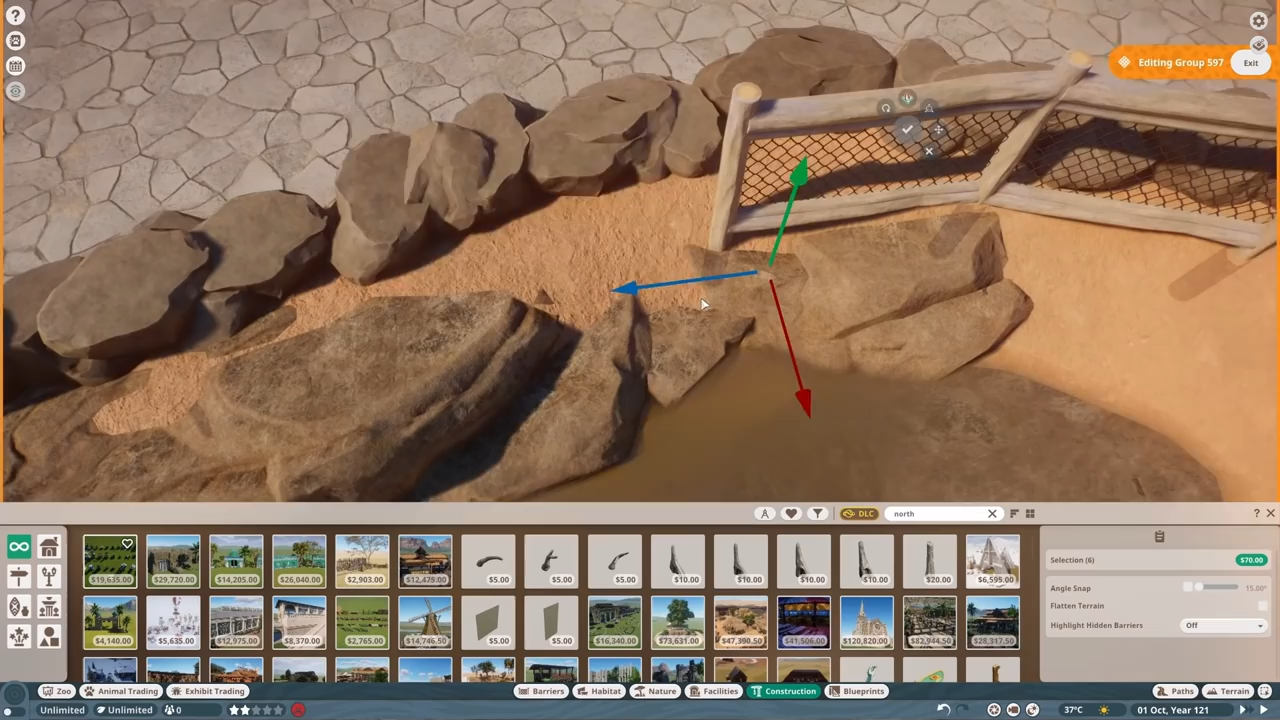 Editing Group 597 Exit
DLC north
$19,635.00 $29,720.00 $14,205.00 $26,040.00 $2,903.00 $12,475.00 $5.00 $5.00 $5.00 $10.00 $10.00 $10.00 $10.00 $20.00 $6,595.00
$4,140.00 $5,635.00 $12,975.00 $8,370.00 $2,765.00 $14,746.50 $5.00 $5.00 $16,340.00 $73,631.00 $47,390.50 $41,506.00 $120,820.00 $82,944.50 $28,317.50
Selection (6) $70.00
Angle Snap 15.00°
Flatten Terrain
Highlight Hidden Barriers Off
Zoo Animal Trading Exhibit Trading Barriers Habitat Nature Facilities Construction Blueprints Paths Terrain
Unlimited Unlimited 0 37°C 01 Oct, Year 121